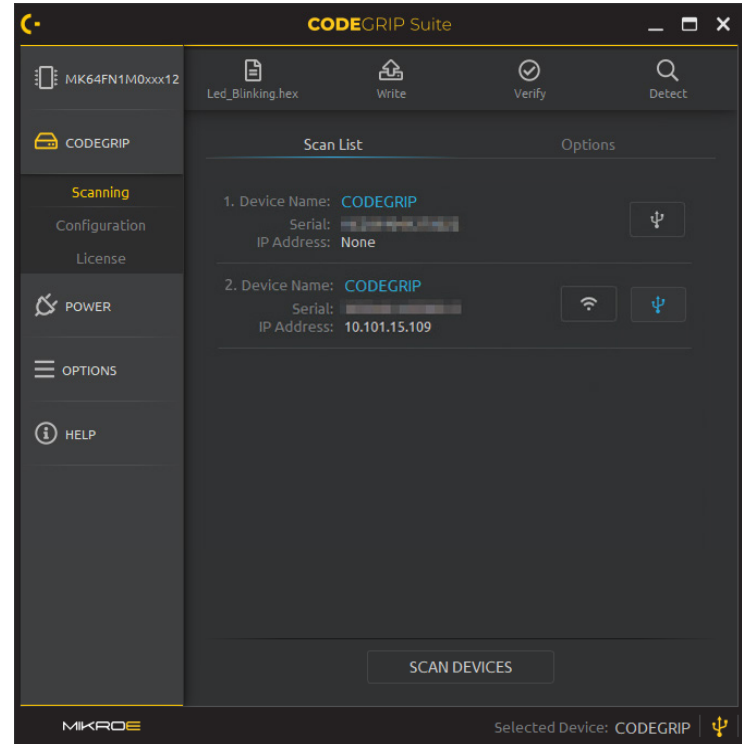 CODEGRIP Suite
MK64FN1M0xxx12
Led_Blinking.hex
Write
Verify
Detect
CODEGRIP
Scanning
Configuration
License
POWER
OPTIONS
HELP
Scan List
Options
1. Device Name: CODEGRIP
Serial:
IP Address: None
2. Device Name: CODEGRIP
Serial:
IP Address: 10.101.15.109
SCAN DEVICES
MIKROE
Selected Device: CODEGRIP